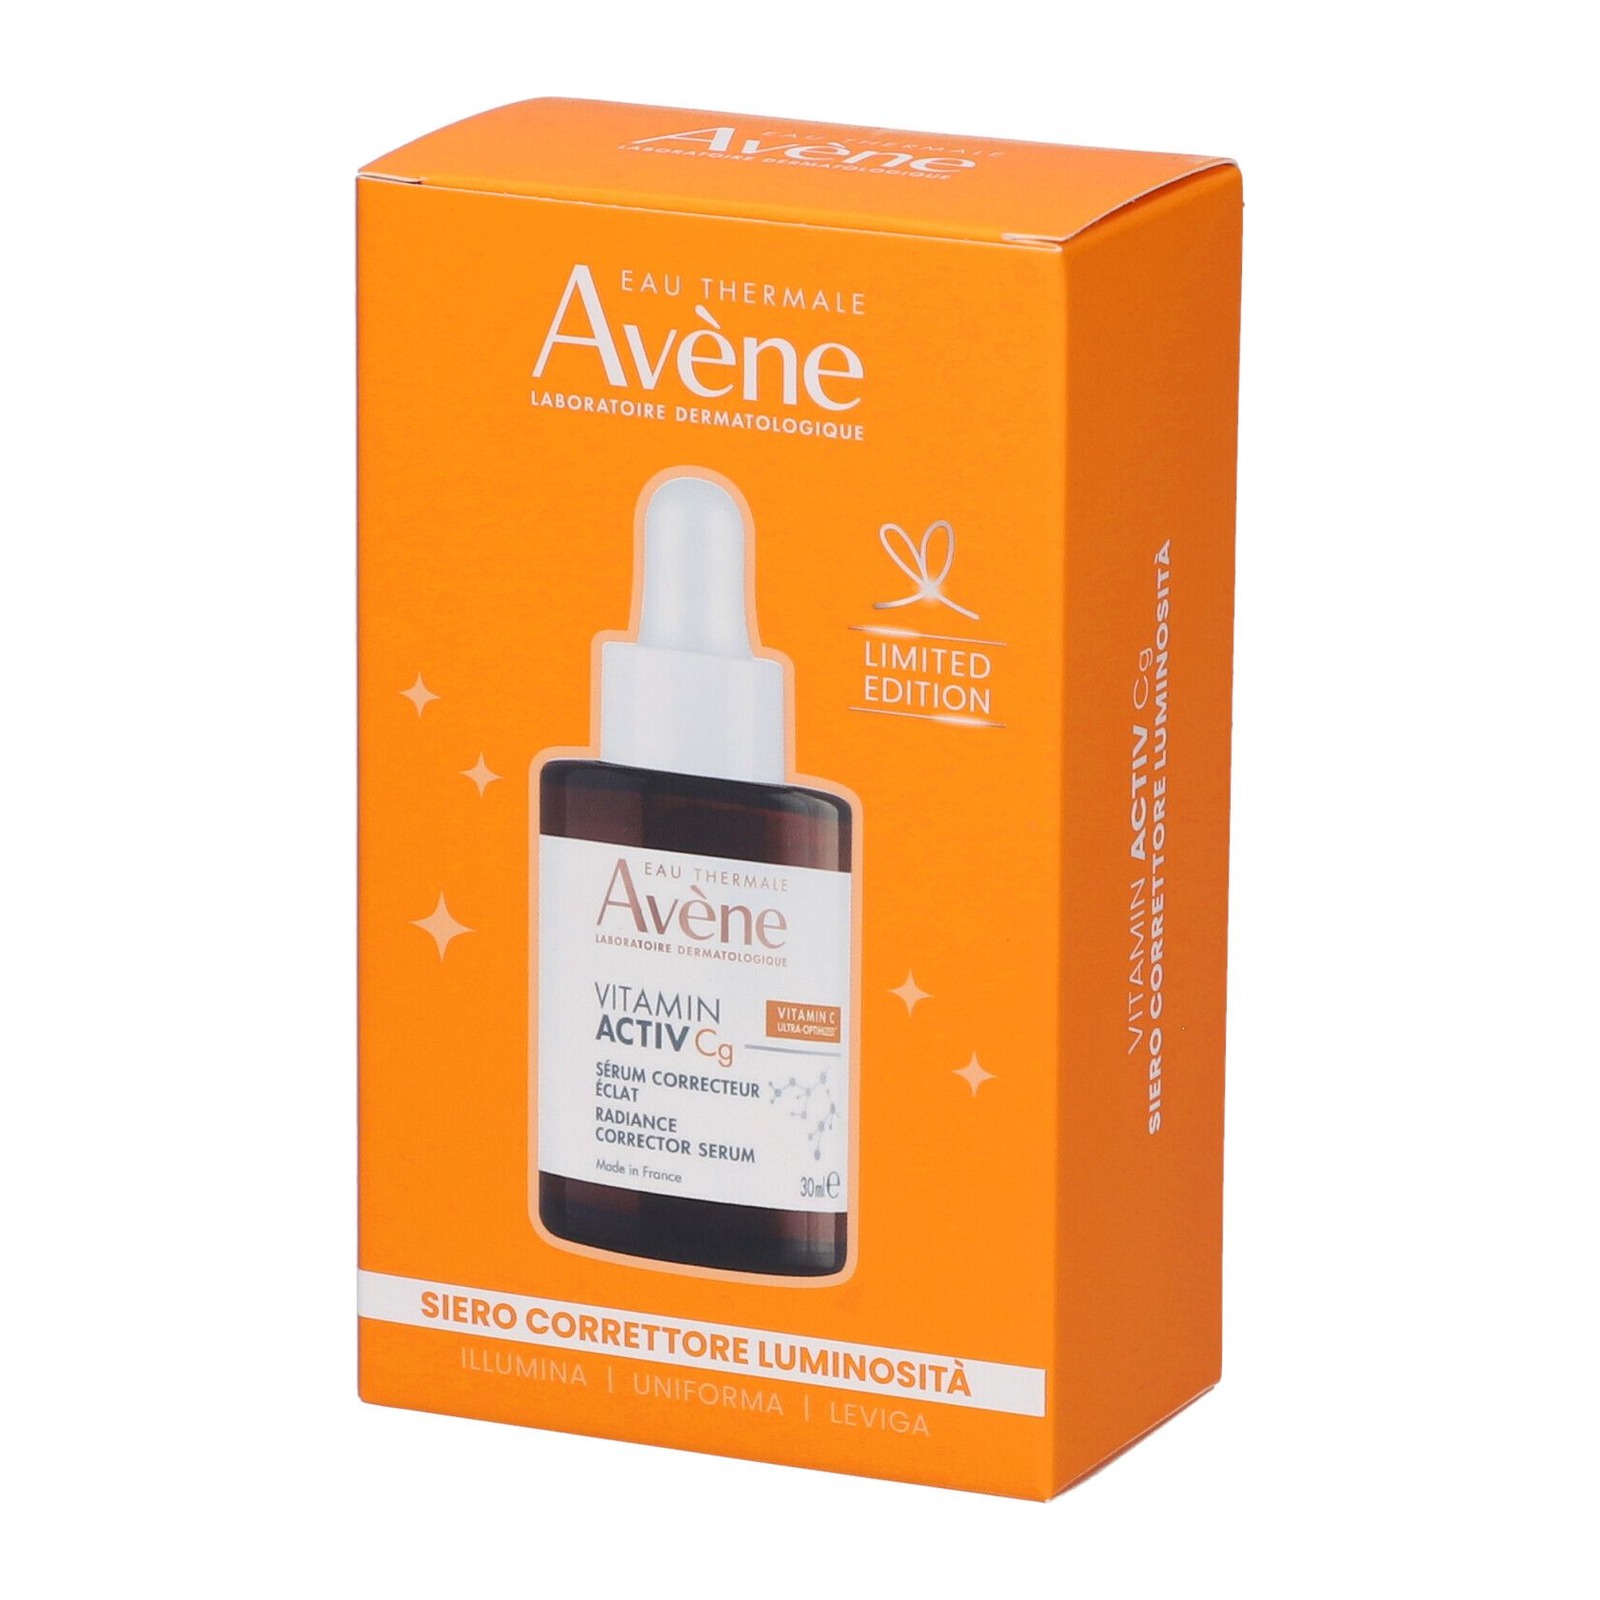 EAU THERMALE
Avène
LABORATOIRE DERMATOLOGIQUE
EAU THERMALE
Avène
LABORATOIRE DERMATOLOGIQUE
LIMITED
EDITION
EAU THERMALE
Avène
LABORATOIRE DERMATOLOGIQUE
VITAMIN
ACTIV Cg
VITAMIN C
ULTRA-OPTIMIZED*
SÉRUM CORRECTEUR
ÉCLAT
RADIANCE
CORRECTOR SERUM
Made in France
30ml e
SIERO CORRETTORE LUMINOSITÀ
ILLUMINA | UNIFORMA | LEVIGA
VITAMIN ACTIV Cg
SIERO CORRETTORE LUMINOSITÀ